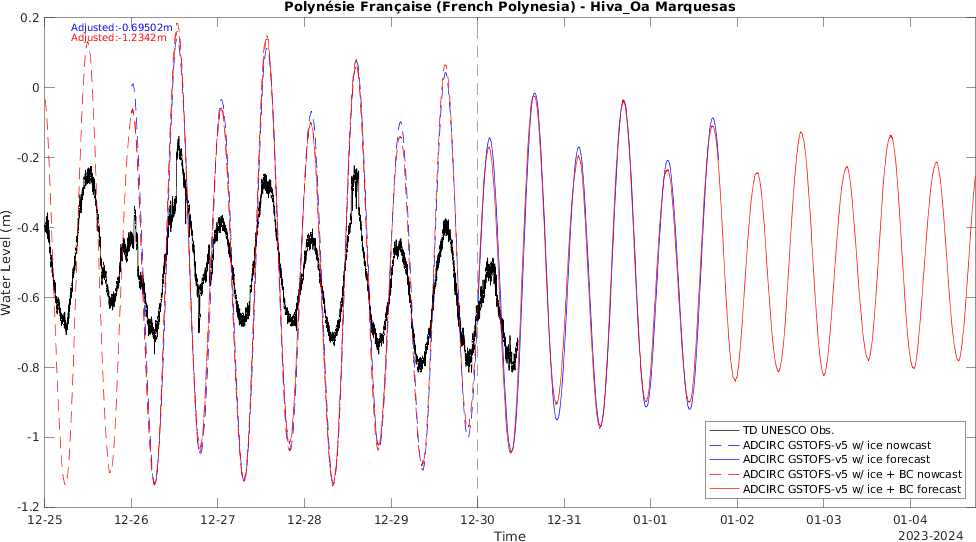 Polynésie Française (French Polynesia) - Hiva_Oa Marquesas
Adjusted:-0.69502m
Adjusted:-1.2342m
0.2
0
-0.2
-0.4
-0.6
-0.8
-1
-1.2
Water Level (m)
12-25 12-26 12-27 12-28 12-29 12-30 12-31 01-01 01-02 01-03 01-04
Time
2023-2024
TD UNESCO Obs.
ADCIRC GSTOFS-v5 w/ ice nowcast
ADCIRC GSTOFS-v5 w/ ice forecast
ADCIRC GSTOFS-v5 w/ ice + BC nowcast
ADCIRC GSTOFS-v5 w/ ice + BC forecast